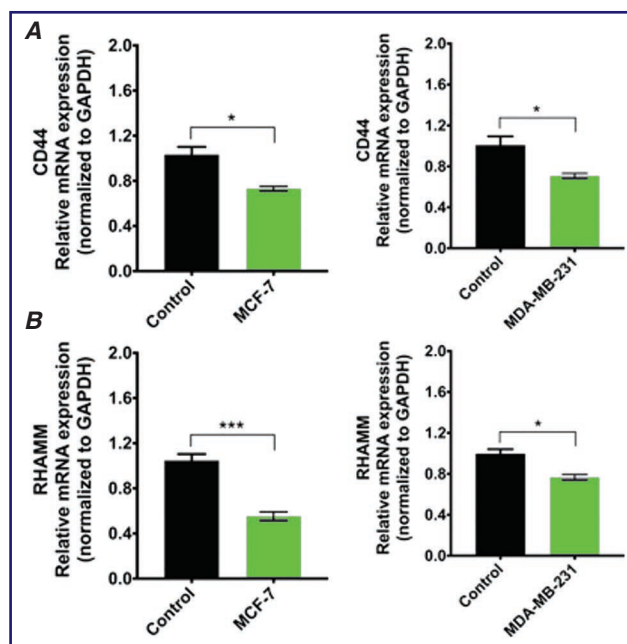 A
CD44
Relative mRNA expression
(normalized to GAPDH)
2.0
1.6
1.2
0.8
0.4
0.0
*
Control
MCF-7
CD44
Relative mRNA expression
(normalized to GAPDH)
2.0
1.6
1.2
0.8
0.4
0.0
*
Control
MDA-MB-231
B
RHAMM
Relative mRNA expression
(normalized to GAPDH)
2.0
1.6
1.2
0.8
0.4
0.0
***
Control
MCF-7
RHAMM
Relative mRNA expression
(normalized to GAPDH)
2.0
1.6
1.2
0.8
0.4
0.0
*
Control
MDA-MB-231